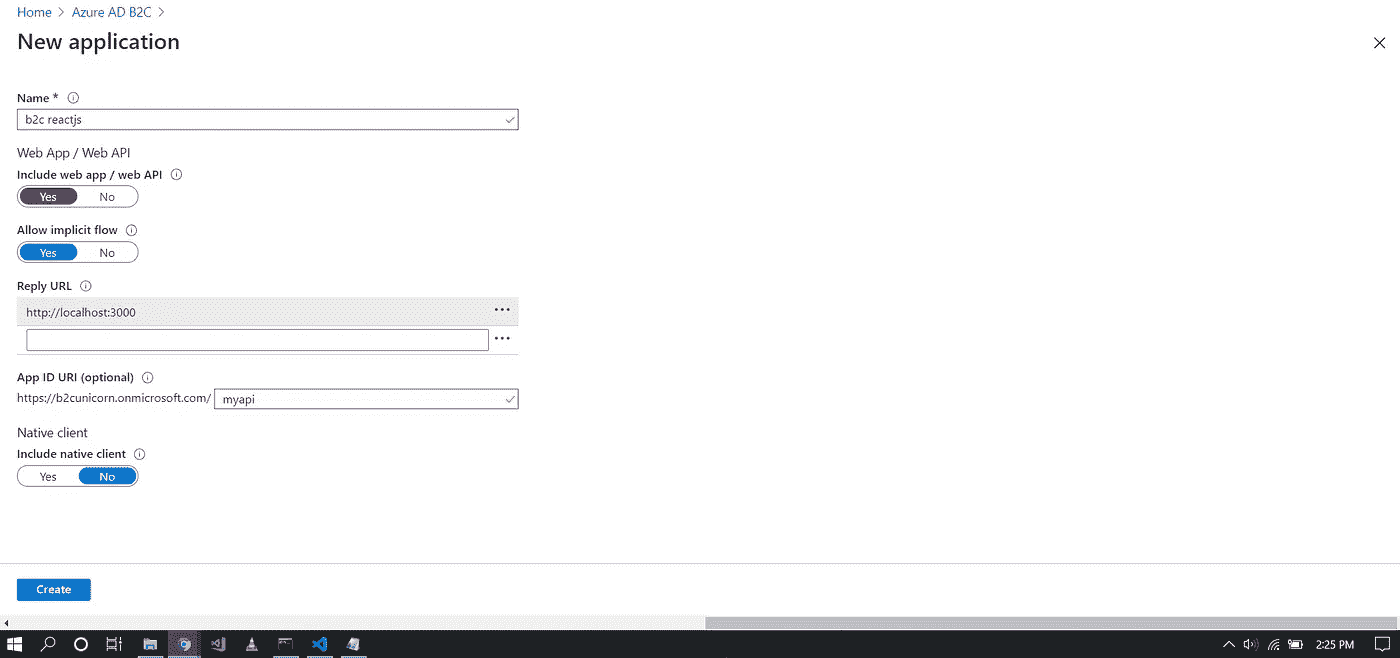 Home > Azure AD B2C >
New application
Name *
b2c reactjs
Web App / Web API
Include web app / web API
Yes No
Allow implicit flow
Yes No
Reply URL
http://localhost:3000
App ID URI (optional)
https://b2cunicorn.onmicrosoft.com/ myapi
Native client
Include native client
Yes No
Create
2:25 PM